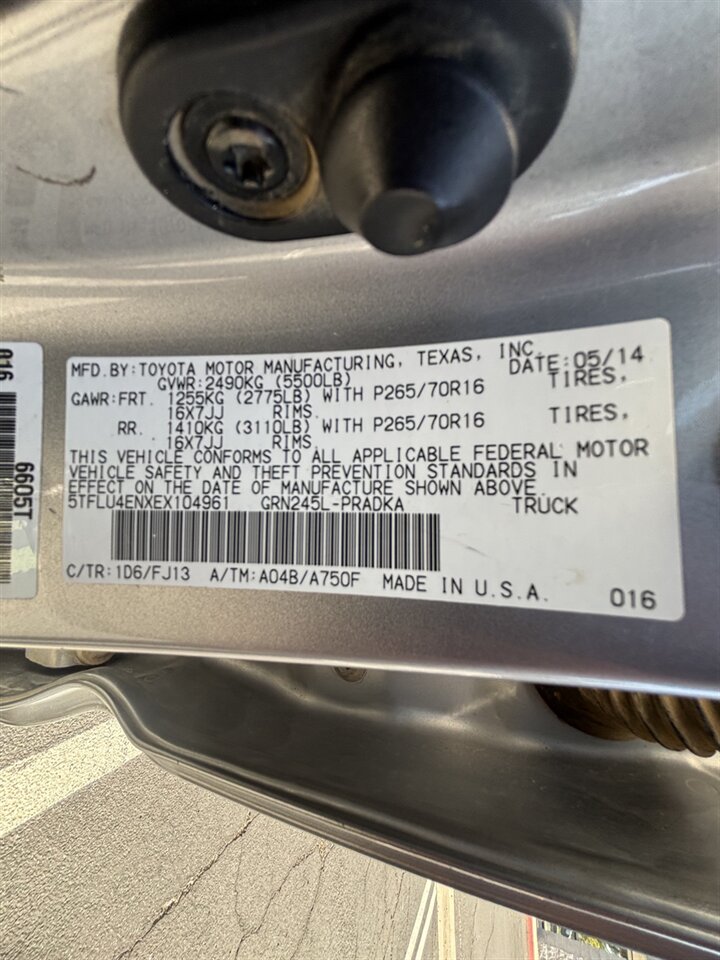 MFD.BY:TOYOTA MOTOR MANUFACTURING, TEXAS, INC.
DATE:05/14
GVWR:2490KG (5500LB)
GAWR:FRT. 1255KG (2775LB) WITH P265/70R16 TIRES,
16X7JJ RIMS
RR. 1410KG (3110LB) WITH P265/70R16 TIRES,
16X7JJ RIMS
THIS VEHICLE CONFORMS TO ALL APPLICABLE FEDERAL MOTOR
VEHICLE SAFETY AND THEFT PREVENTION STANDARDS IN
EFFECT ON THE DATE OF MANUFACTURE SHOWN ABOVE.
5TFLU4ENXEX104961 GRN245L-PRADKA TRUCK
C/TR:1D6/FJ13 A/TM:A04B/A750F MADE IN U.S.A.
016
016
6605T